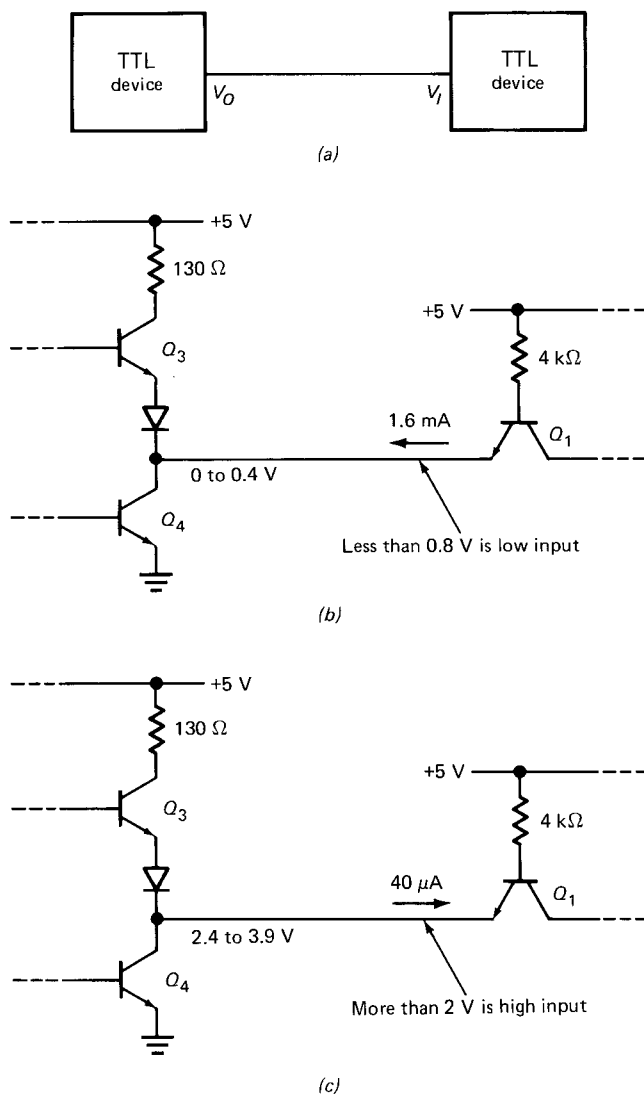 TTL
device
V_O
TTL
device
V_I
(a)
+5 V
130 Ω
Q_3
0 to 0.4 V
Q_4
1.6 mA
+5 V
4 kΩ
Q_1
Less than 0.8 V is low input
(b)
+5 V
130 Ω
Q_3
2.4 to 3.9 V
Q_4
40 μA
+5 V
4 kΩ
Q_1
More than 2 V is high input
(c)